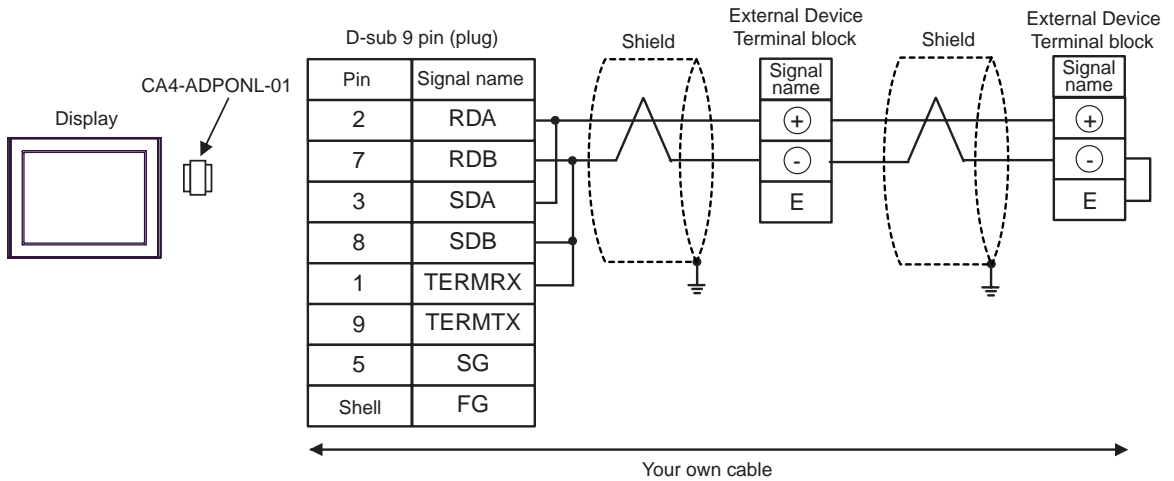 Display
CA4-ADPONL-01
D-sub 9 pin (plug)
Pin Signal name
2 RDA
7 RDB
3 SDA
8 SDB
1 TERMRX
9 TERMTX
5 SG
Shell FG
Shield
External Device
Terminal block
Signal
name
+
-
E
Shield
External Device
Terminal block
Signal
name
+
-
E
Your own cable